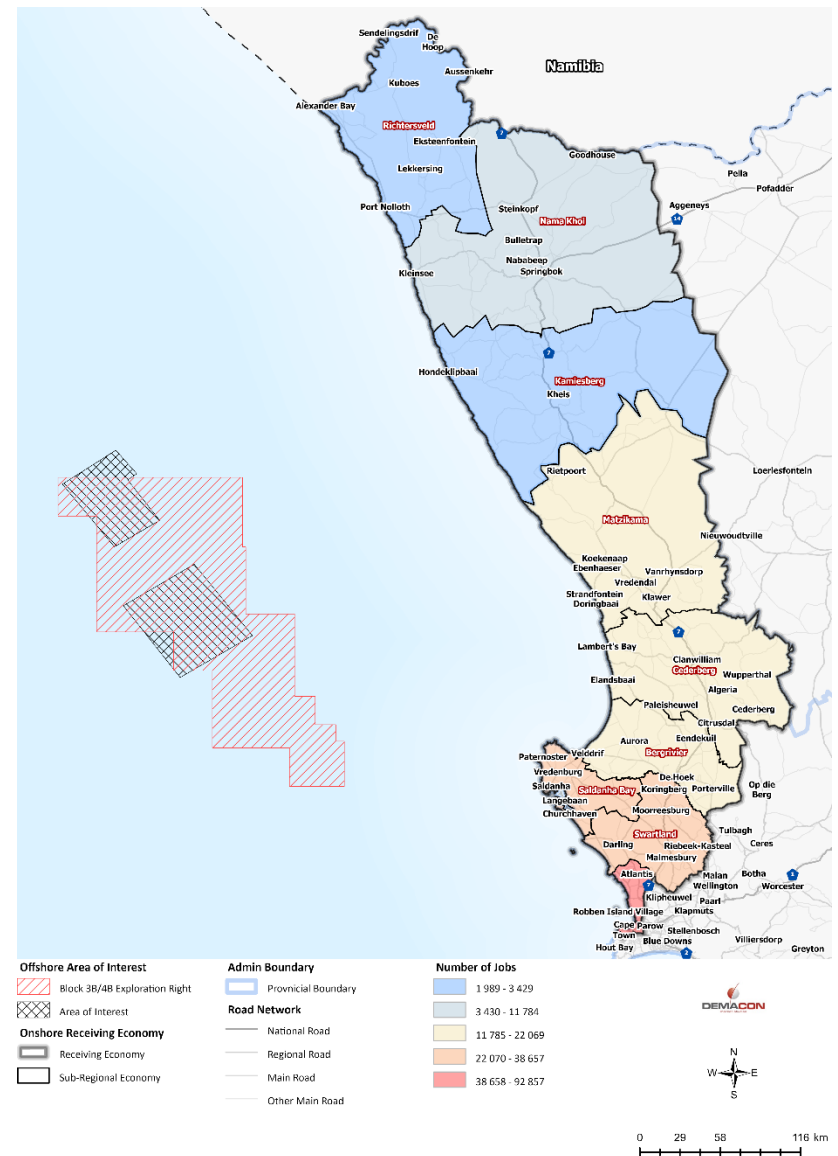 Sendelingsdrif
De
Hoop
Namibia
Aussenkehr
Kuboes
Alexander Bay
Richtersveld
7
Eksteenfontein
Goodhouse
Lekkersing
Pella
Pofadder
Port Nolloth
Steinkopf
Aggeneys
14
Nama Khoi
Bulletrap
Nababeep
Springbok
Kleinsee
7
Hondeklipbaai
Kamiesberg
Kheis
Rietpoort
Loeriesfontein
Matzikama
Nieuwoudtville
Koekenaap
Ebenhaeser
Vanrhynsdorp
Vredendal
Strandfontein
Klawer
Doringbaai
7
Lambert's Bay
Clanwilliam
Cederberg
Wupperthal
Elandsbaai
Algeria
Paleisheuwel
Cederberg
Citrusdal
Aurora
Eendekuil
Bergrivier
Velddrif
Paternoster
Vredenburg
De Hoek
Saldanha
Saldanha Bay
Koringberg
Porterville
Op die
Berg
Langebaan
Moorreesburg
Churchhaven
Swartland
Tulbagh
Darling
Riebeek-Kasteel
Ceres
Malmesbury
Atlantis
Malan
Botha
1
7
Wellington
Worcester
Klipheuwel
Paarl
Robben Island Village
Klapmuts
Cape
Town
Parow
Stellenbosch
Blue Downs
Villiersdorp
Hout Bay
2
Greyton
Offshore Area of Interest
Block 3B/4B Exploration Right
Area of Interest
Onshore Receiving Economy
Receiving Economy
Sub-Regional Economy
Admin Boundary
Provnicial Boundary
Road Network
National Road
Regional Road
Main Road
Other Main Road
Number of Jobs
1 989 - 3 429
3 430 - 11 784
11 785 - 22 069
22 070 - 38 657
38 658 - 92 857
DEMACON
N
W
E
S
0 29 58 116 km